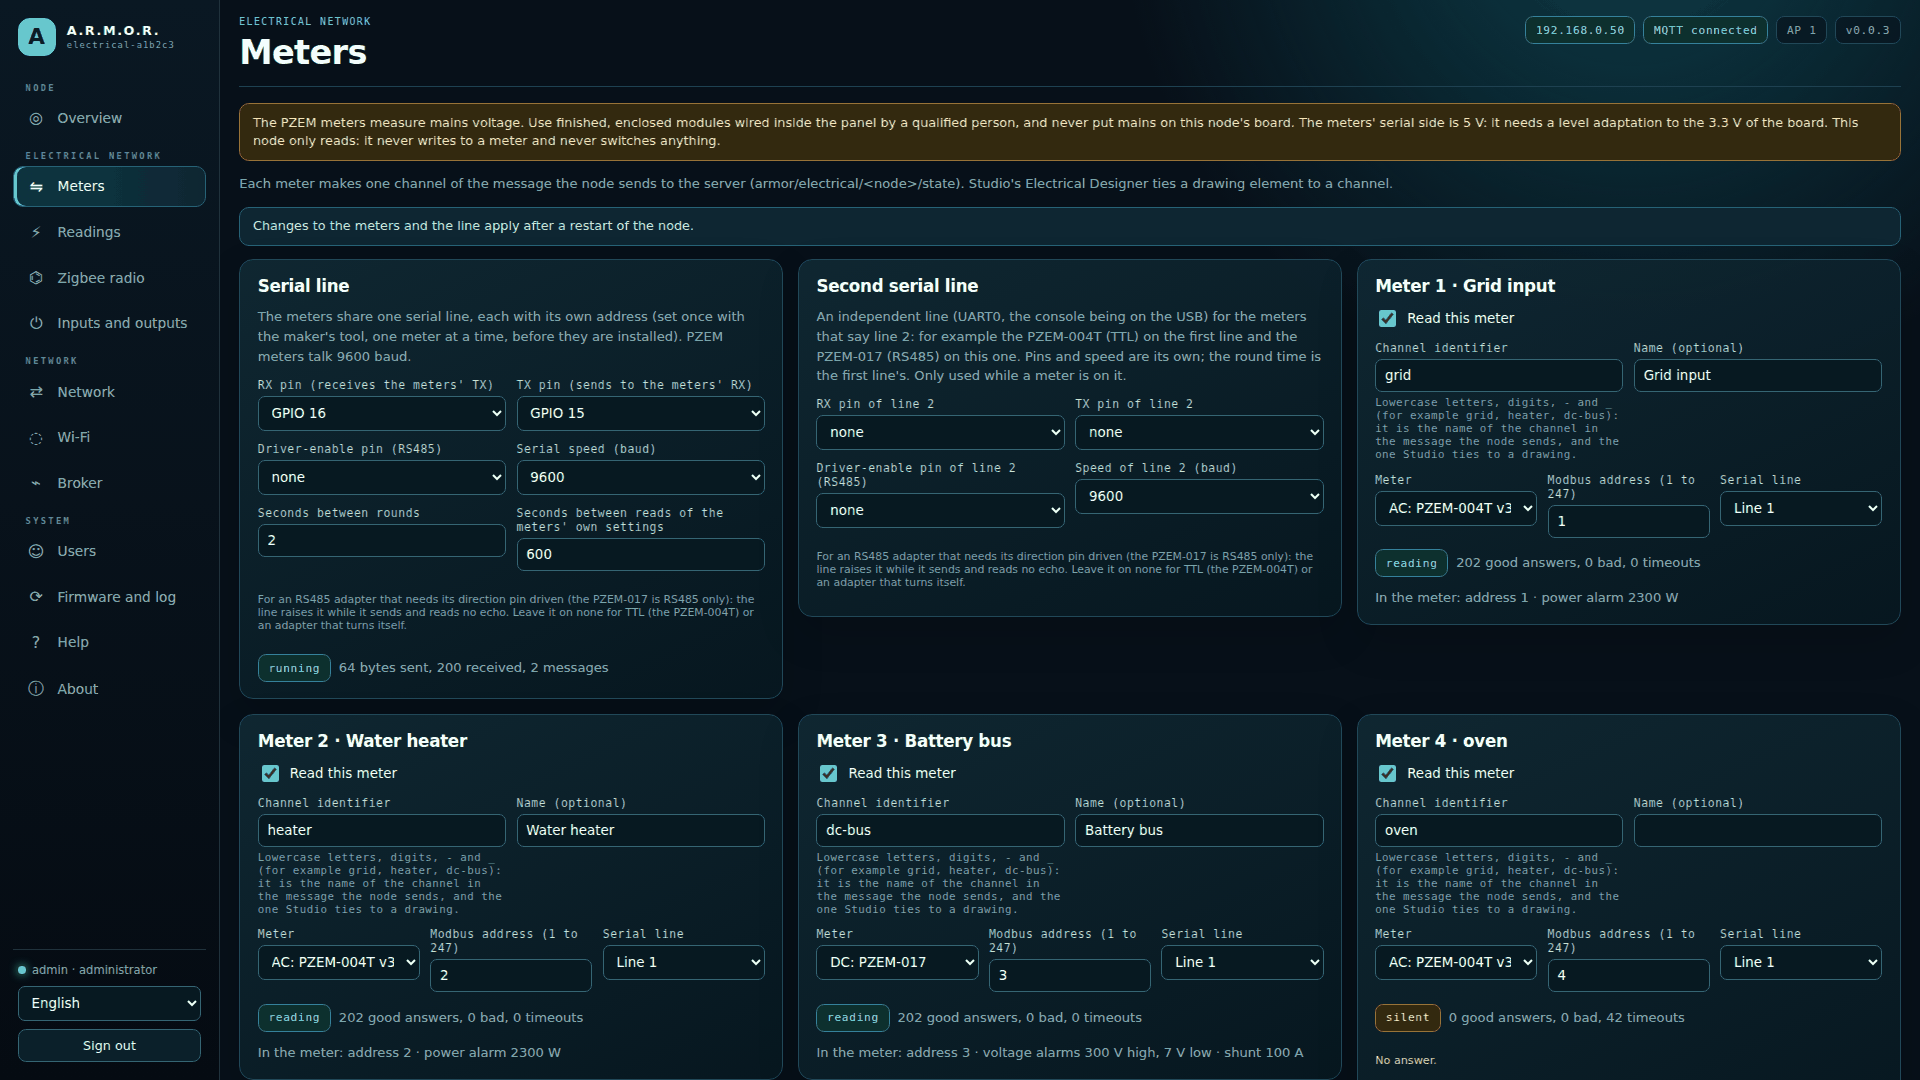 A
A.R.M.O.R.
electrical-a1b2c3
NODE
Overview
ELECTRICAL NETWORK
Meters
Readings
Zigbee radio
Inputs and outputs
NETWORK
Network
Wi-Fi
Broker
SYSTEM
Users
Firmware and log
? Help
About
admin · administrator
English
Sign out
ELECTRICAL NETWORK
Meters
192.168.0.50
MQTT connected
AP 1
v0.0.3
The PZEM meters measure mains voltage. Use finished, enclosed modules wired inside the panel by a qualified person, and never put mains on this node's board. The meters' serial side is 5 V: it needs a level adaptation to the 3.3 V of the board. This
node only reads: it never writes to a meter and never switches anything.
Each meter makes one channel of the message the node sends to the server (armor/electrical/<node>/state). Studio's Electrical Designer ties a drawing element to a channel.
Changes to the meters and the line apply after a restart of the node.
Serial line
The meters share one serial line, each with its own address (set once with
the maker's tool, one meter at a time, before they are installed). PZEM
meters talk 9600 baud.
RX pin (receives the meters' TX)
TX pin (sends to the meters' RX)
GPIO 16
GPIO 15
Driver-enable pin (RS485)
Serial speed (baud)
none
9600
Seconds between rounds
Seconds between reads of the
meters' own settings
2
600
For an RS485 adapter that needs its direction pin driven (the PZEM-017 is RS485 only): the
line raises it while it sends and reads no echo. Leave it on none for TTL (the PZEM-004T) or
an adapter that turns itself.
running
64 bytes sent, 200 received, 2 messages
Second serial line
An independent line (UART0, the console being on the USB) for the meters
that say line 2: for example the PZEM-004T (TTL) on the first line and the
PZEM-017 (RS485) on this one. Pins and speed are its own; the round time is
the first line's. Only used while a meter is on it.
RX pin of line 2
TX pin of line 2
none
none
Driver-enable pin of line 2
(RS485)
Speed of line 2 (baud)
none
9600
For an RS485 adapter that needs its direction pin driven (the PZEM-017 is RS485 only): the
line raises it while it sends and reads no echo. Leave it on none for TTL (the PZEM-004T) or
an adapter that turns itself.
Meter 1 · Grid input
Read this meter
Channel identifier
Name (optional)
grid
Grid input
Lowercase letters, digits, - and _
(for example grid, heater, dc-bus):
it is the name of the channel in
the message the node sends, and the
one Studio ties to a drawing.
Meter
Modbus address (1 to
247)
Serial line
AC: PZEM-004T v3
1
Line 1
reading
202 good answers, 0 bad, 0 timeouts
In the meter: address 1 · power alarm 2300 W
Meter 2 · Water heater
Read this meter
Channel identifier
Name (optional)
heater
Water heater
Lowercase letters, digits, - and _
(for example grid, heater, dc-bus):
it is the name of the channel in
the message the node sends, and the
one Studio ties to a drawing.
Meter
Modbus address (1 to
247)
Serial line
AC: PZEM-004T v3
2
Line 1
reading
202 good answers, 0 bad, 0 timeouts
In the meter: address 2 · power alarm 2300 W
Meter 3 · Battery bus
Read this meter
Channel identifier
Name (optional)
dc-bus
Battery bus
Lowercase letters, digits, - and _
(for example grid, heater, dc-bus):
it is the name of the channel in
the message the node sends, and the
one Studio ties to a drawing.
Meter
Modbus address (1 to
247)
Serial line
DC: PZEM-017
3
Line 1
reading
202 good answers, 0 bad, 0 timeouts
In the meter: address 3 · voltage alarms 300 V high, 7 V low · shunt 100 A
Meter 4 · oven
Read this meter
Channel identifier
Name (optional)
oven
Lowercase letters, digits, - and _
(for example grid, heater, dc-bus):
it is the name of the channel in
the message the node sends, and the
one Studio ties to a drawing.
Meter
Modbus address (1 to
247)
Serial line
AC: PZEM-004T v3
4
Line 1
silent
0 good answers, 0 bad, 42 timeouts
No answer.